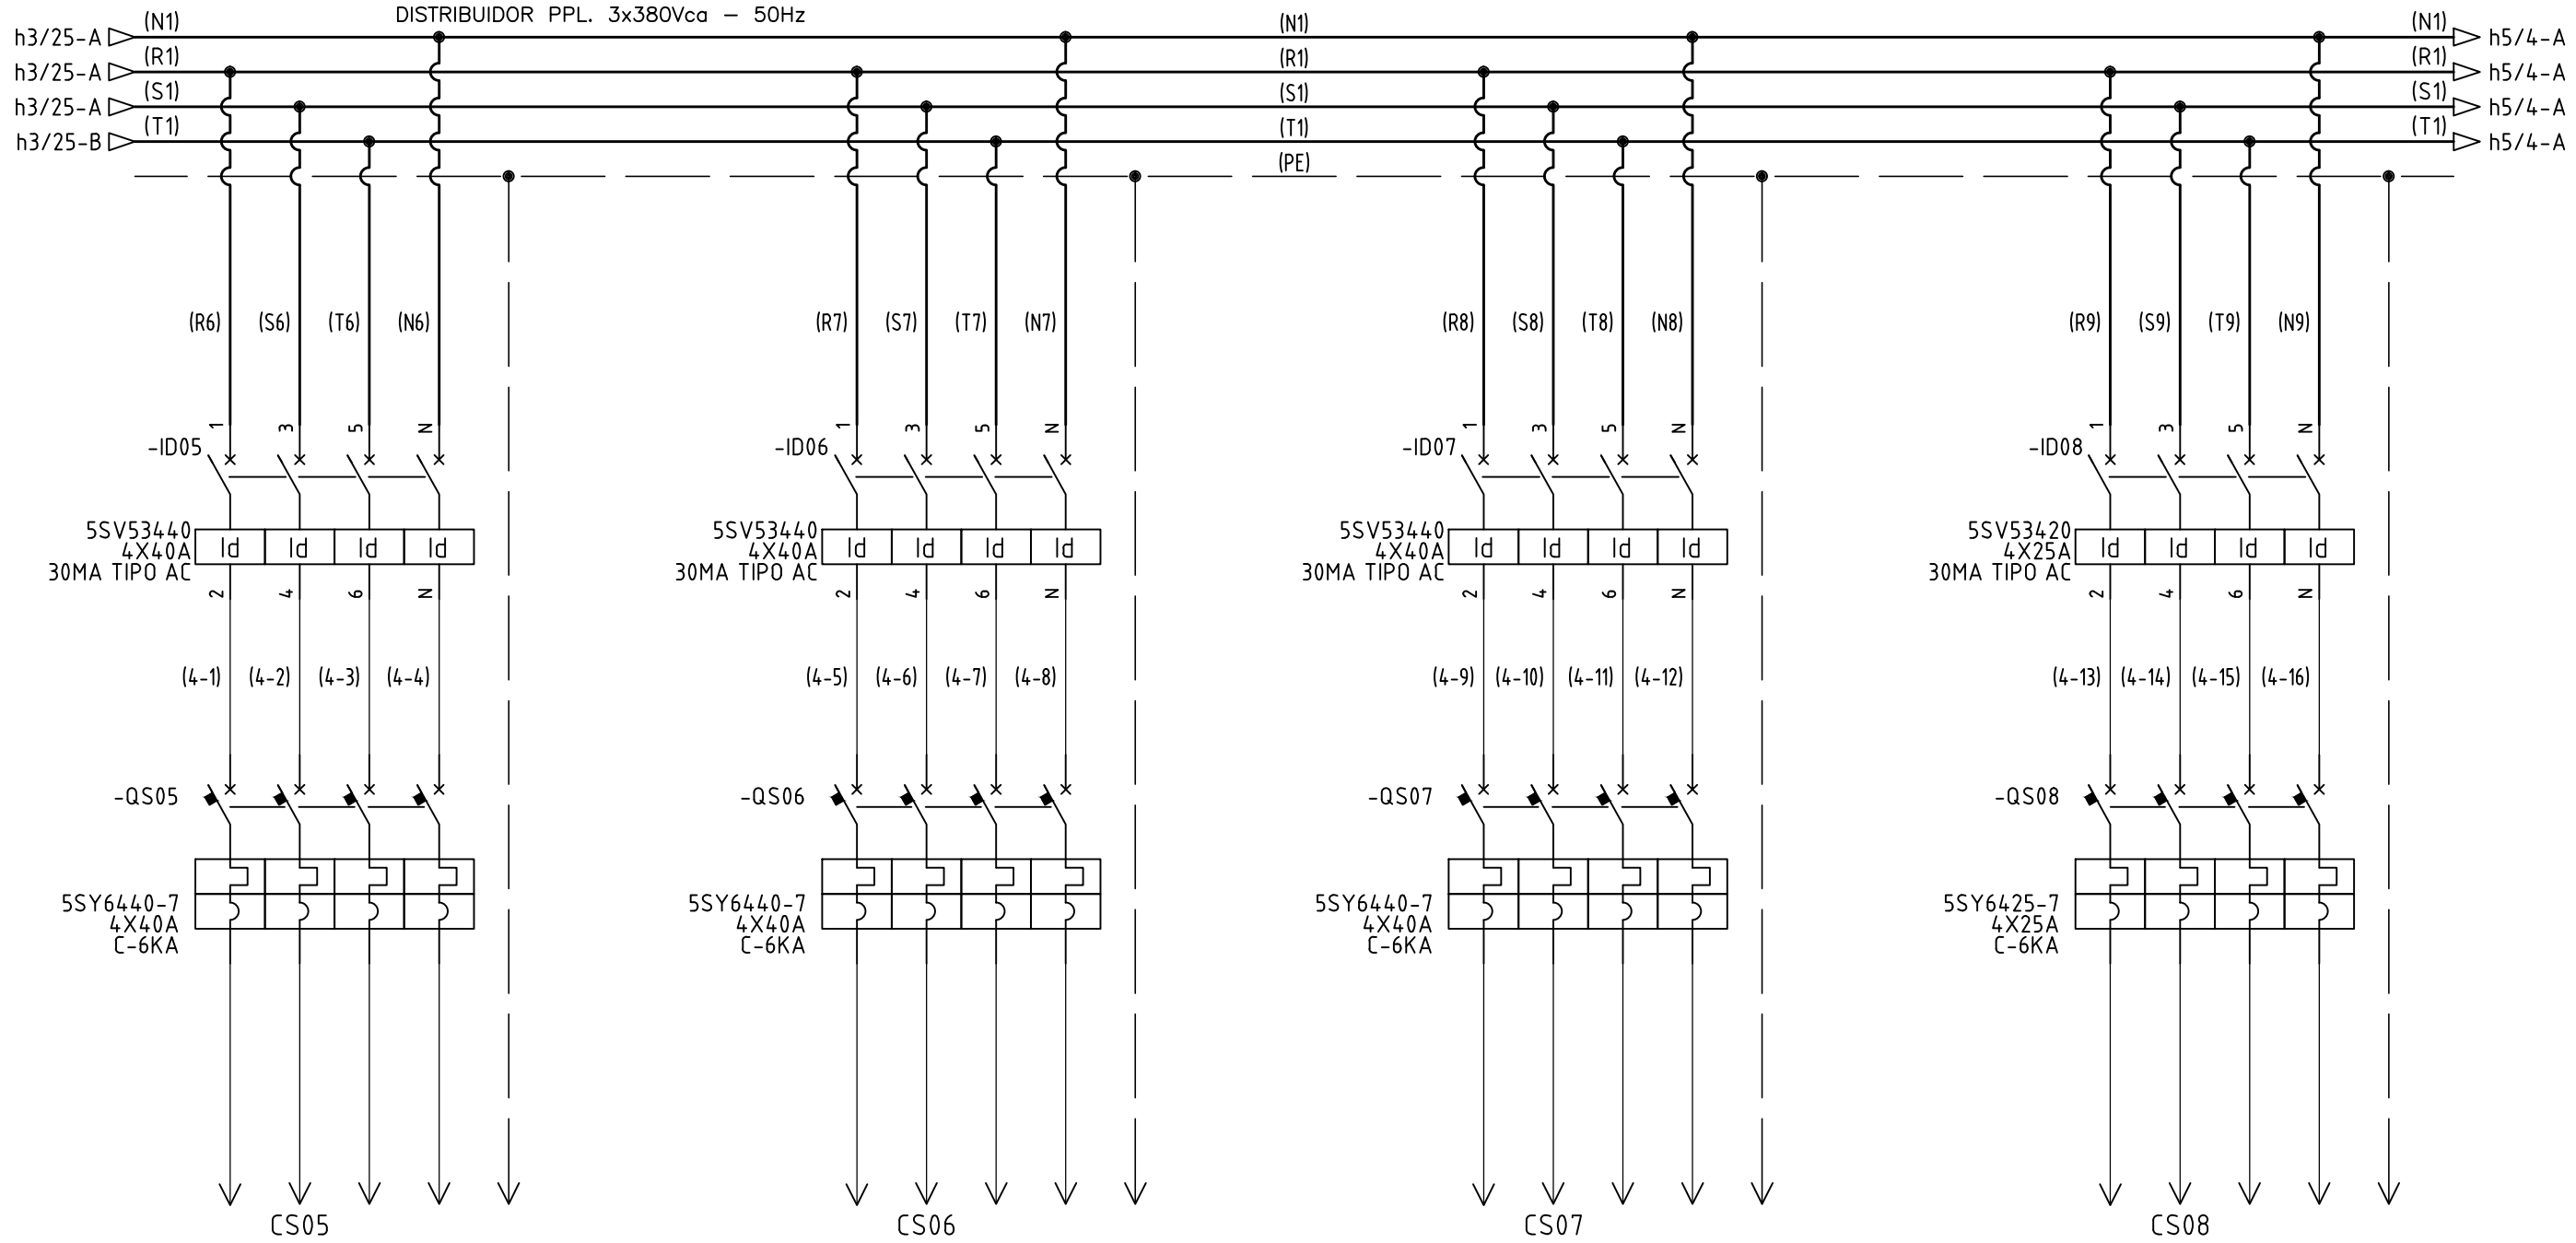 DISTRIBUIDOR PPL. 3x380Vca - 50Hz
h3/25-A (N1) (N1) (N1) h5/4-A
h3/25-A (R1) (R1) (R1) h5/4-A
h3/25-A (S1) (S1) (S1) h5/4-A
h3/25-B (T1) (T1) (T1) h5/4-A
(PE)
(R6) (S6) (T6) (N6) (R7) (S7) (T7) (N7) (R8) (S8) (T8) (N8) (R9) (S9) (T9) (N9)
1 3 5 N 1 3 5 N 1 3 5 N 1 3 5 N
-ID05 -ID06 -ID07 -ID08
5SV53440 5SV53440 5SV53440 5SV53420
4X40A Id Id Id Id 4X40A Id Id Id Id 4X40A Id Id Id Id 4X25A Id Id Id Id
30MA TIPO AC 30MA TIPO AC 30MA TIPO AC 30MA TIPO AC
2 4 6 N 2 4 6 N 2 4 6 N 2 4 6 N
(4-1) (4-2) (4-3) (4-4) (4-5) (4-6) (4-7) (4-8) (4-9) (4-10) (4-11) (4-12) (4-13) (4-14) (4-15) (4-16)
-QS05 -QS06 -QS07 -QS08
5SY6440-7 5SY6440-7 5SY6440-7 5SY6425-7
4X40A 4X40A 4X40A 4X25A
C-6KA C-6KA C-6KA C-6KA
CS05 CS06 CS07 CS08